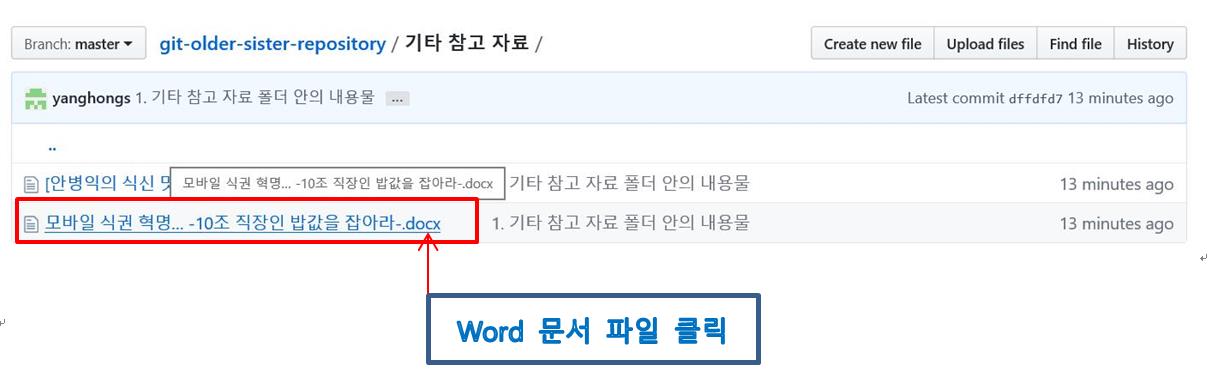 Branch: master git-older-sister-repository / 기타 참고 자료 / Create new file Upload files Find file History
yanghongs 1. 기타 참고 자료 폴더 안의 내용물 ... Latest commit dffdfd7 13 minutes ago
..
[안병익의 식신 모바일 식권 혁명... -10조 직장인 밥값을 잡아라-.docx 기타 참고 자료 폴더 안의 내용물 13 minutes ago
모바일 식권 혁명... -10조 직장인 밥값을 잡아라-.docx 1. 기타 참고 자료 폴더 안의 내용물 13 minutes ago
Word 문서 파일 클릭